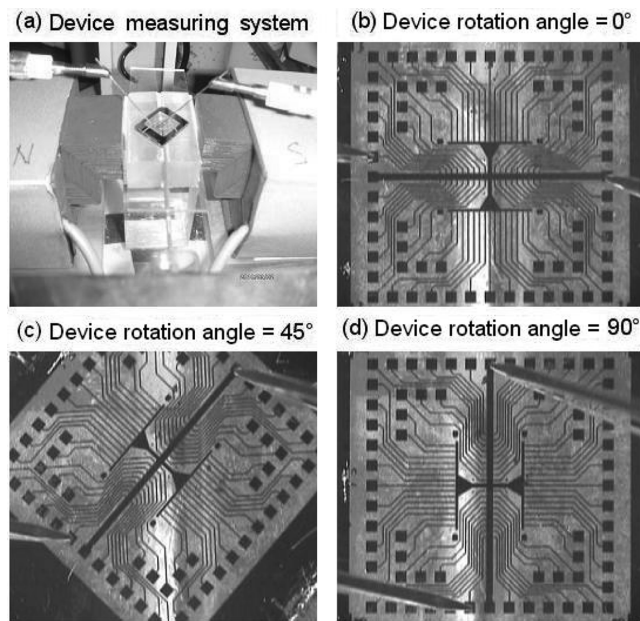 (a) Device measuring system
(b) Device rotation angle = 0°
N
S
(c) Device rotation angle = 45°
(d) Device rotation angle = 90°